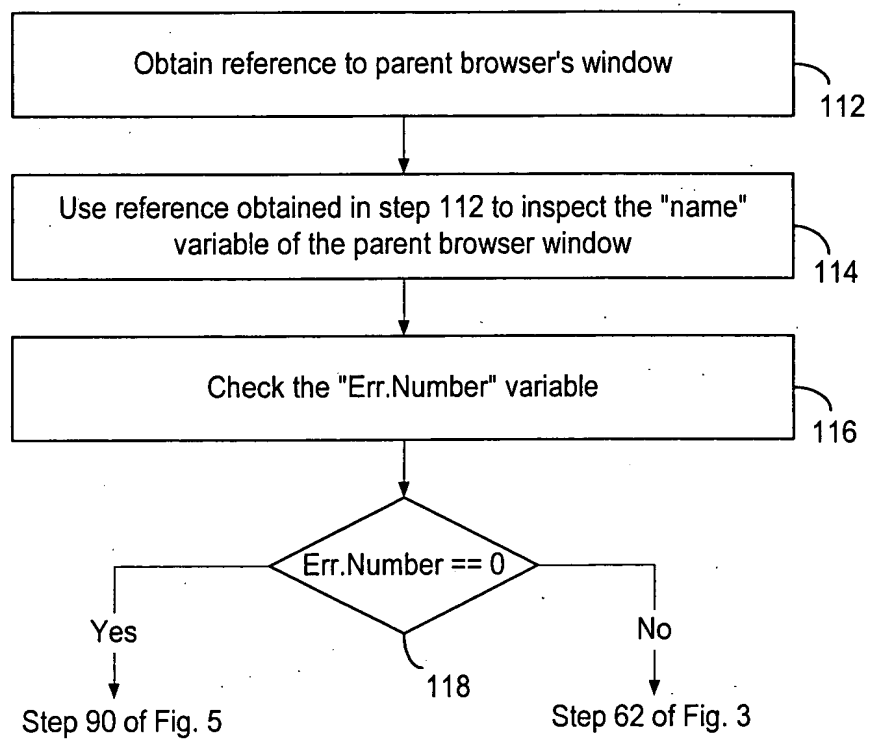 Obtain reference to parent browser's window
112
Use reference obtained in step 112 to inspect the "name"
variable of the parent browser window
114
Check the "Err.Number" variable
116
Err.Number == 0
Yes
No
118
Step 90 of Fig. 5
Step 62 of Fig. 3